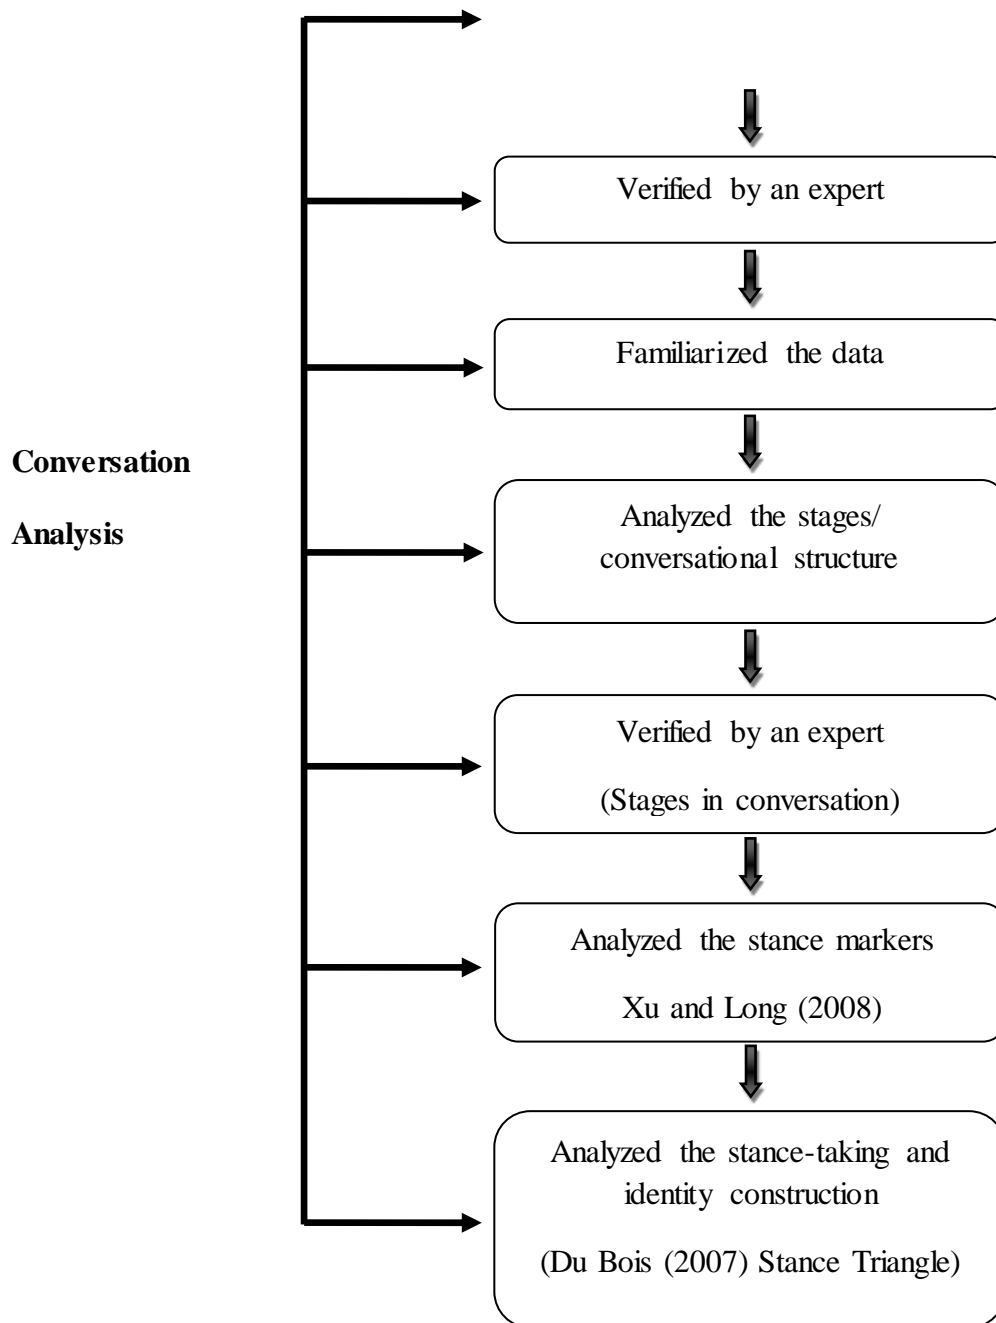 Conversation
Analysis
Verified by an expert
Familiarized the data
Analyzed the stages/
conversational structure
Verified by an expert
(Stages in conversation)
Analyzed the stance markers
Xu and Long (2008)
Analyzed the stance-taking and
identity construction
(Du Bois (2007) Stance Triangle)